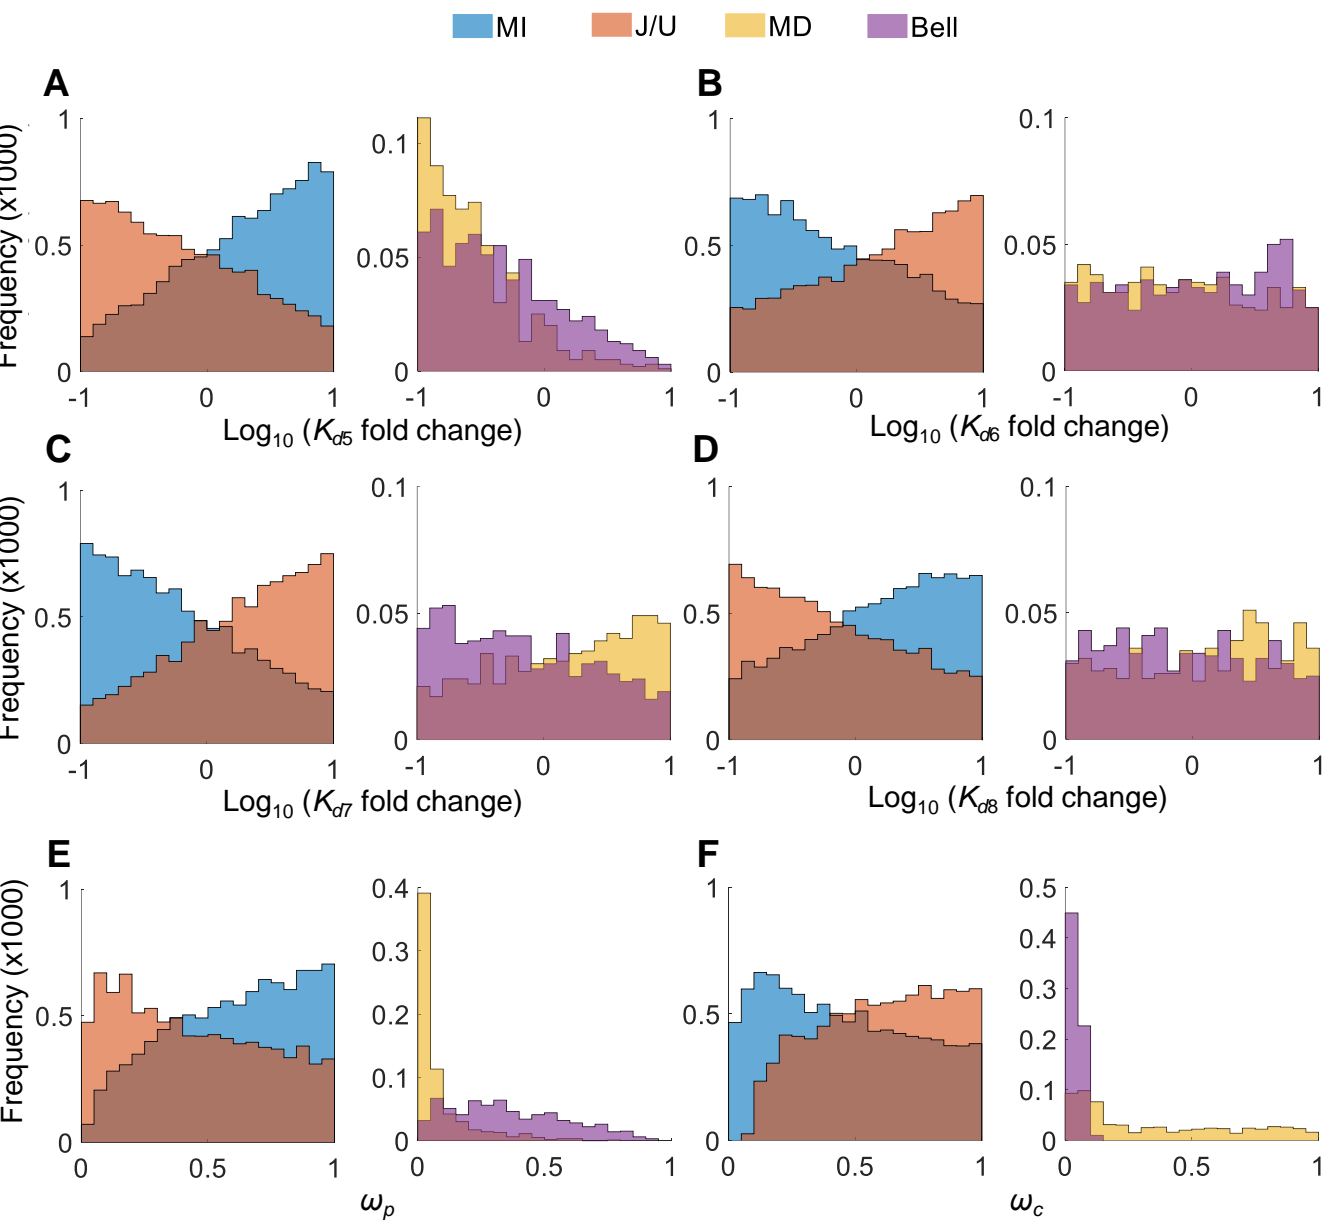 MI J/U MD Bell
A B
Frequency (x1000) 1 0.5 0 -1 0 1 0.1 0.05 0 -1 0 1 1 0.5 0 -1 0 1 0.1 0.05 0 -1 0 1
Log10 (Kd5 fold change) Log10 (Kd6 fold change)
C D
Frequency (x1000) 1 0.5 0 -1 0 1 0.1 0.05 0 -1 0 1 1 0.5 0 -1 0 1 0.1 0.05 0 -1 0 1
Log10 (Kd7 fold change) Log10 (Kd8 fold change)
E F
Frequency (x1000) 1 0.5 0 0 0.5 1 0.4 0.3 0.2 0.1 0 0 0.5 1 1 0.5 0 0 0.5 1 0.5 0.4 0.3 0.2 0.1 0 0 0.5 1
ωp ωc